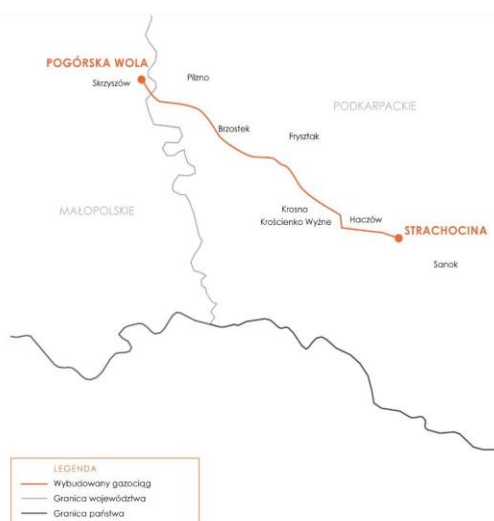 POGÓRSKA WOLA
Skrzyszów
Pilzno
PODKARPACKIE
Brzostek
Frysztak
MAŁOPOLSKIE
Krosno
Krościenko Wyżne
Haczów
STRACHOCINA
Sanok
LEGENDA
Wybudowany gazociąg
Granica województwa
Granica państwa